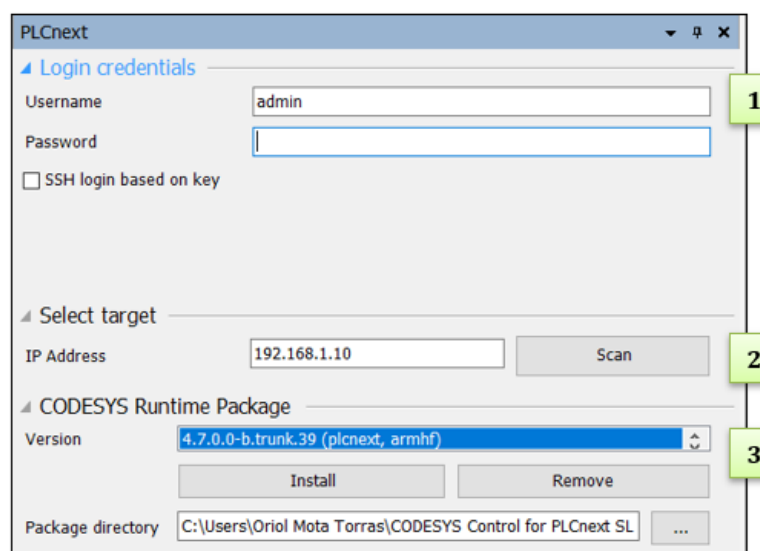 PLCnext
Login credentials
Username admin
1
Password
SSH login based on key
Select target
IP Address 192.168.1.10 Scan
2
CODESYS Runtime Package
Version 4.7.0.0-b.trunk.39 (plcnext, armhf)
3
Install Remove
Package directory C:\Users\Oriol Mota Torras\CODESYS Control for PLCnext SL ...